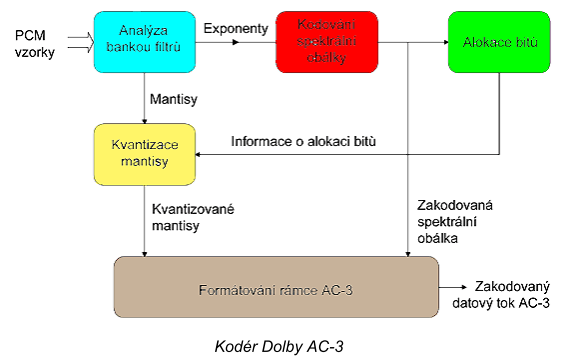 PCM
vzorky
Analýza
bankou filtrů
Exponenty
Kódování
spektrální
obálky
Alokace bitů
Mantisy
Kvantizace
mantisy
Informace o alokaci bitů
Kvantizované
mantisy
Zakodovaná
spektrální
obálka
Formátování rámce AC-3
Zakodovaný
datový tok AC-3
Kodér Dolby AC-3